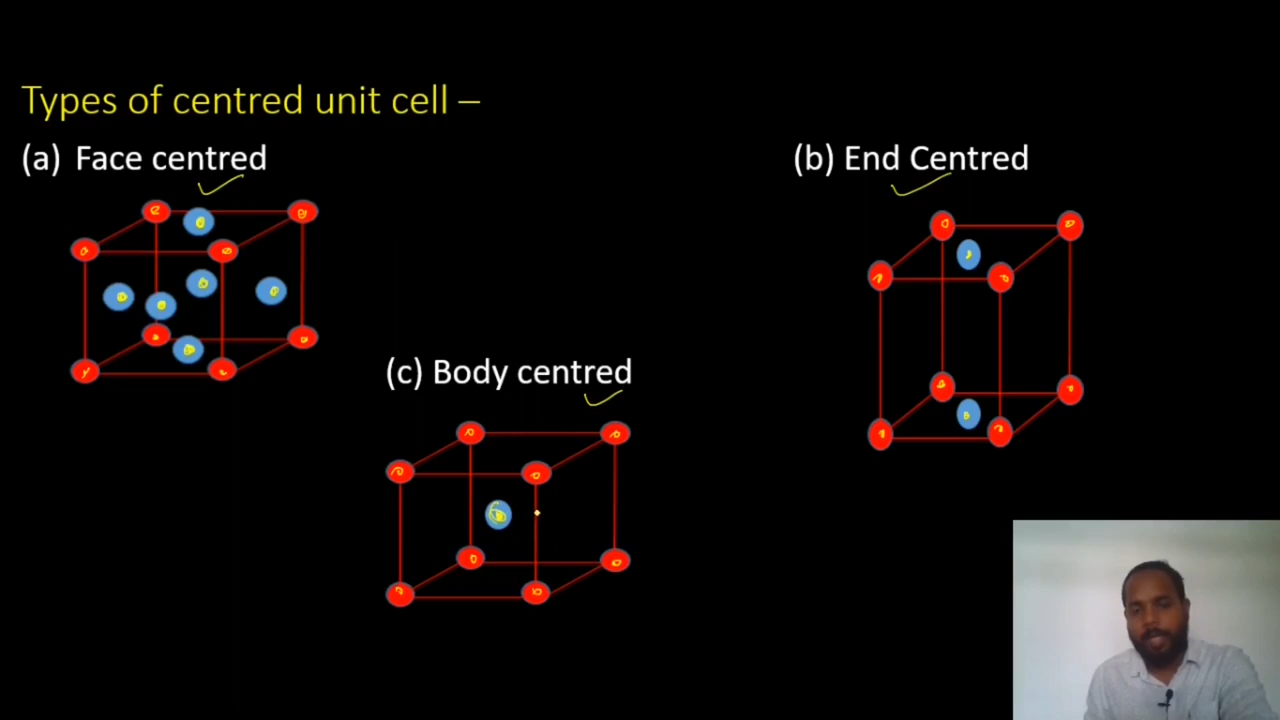 Types of centred unit cell –
(a) Face centred
(b) End Centred
(c) Body centred